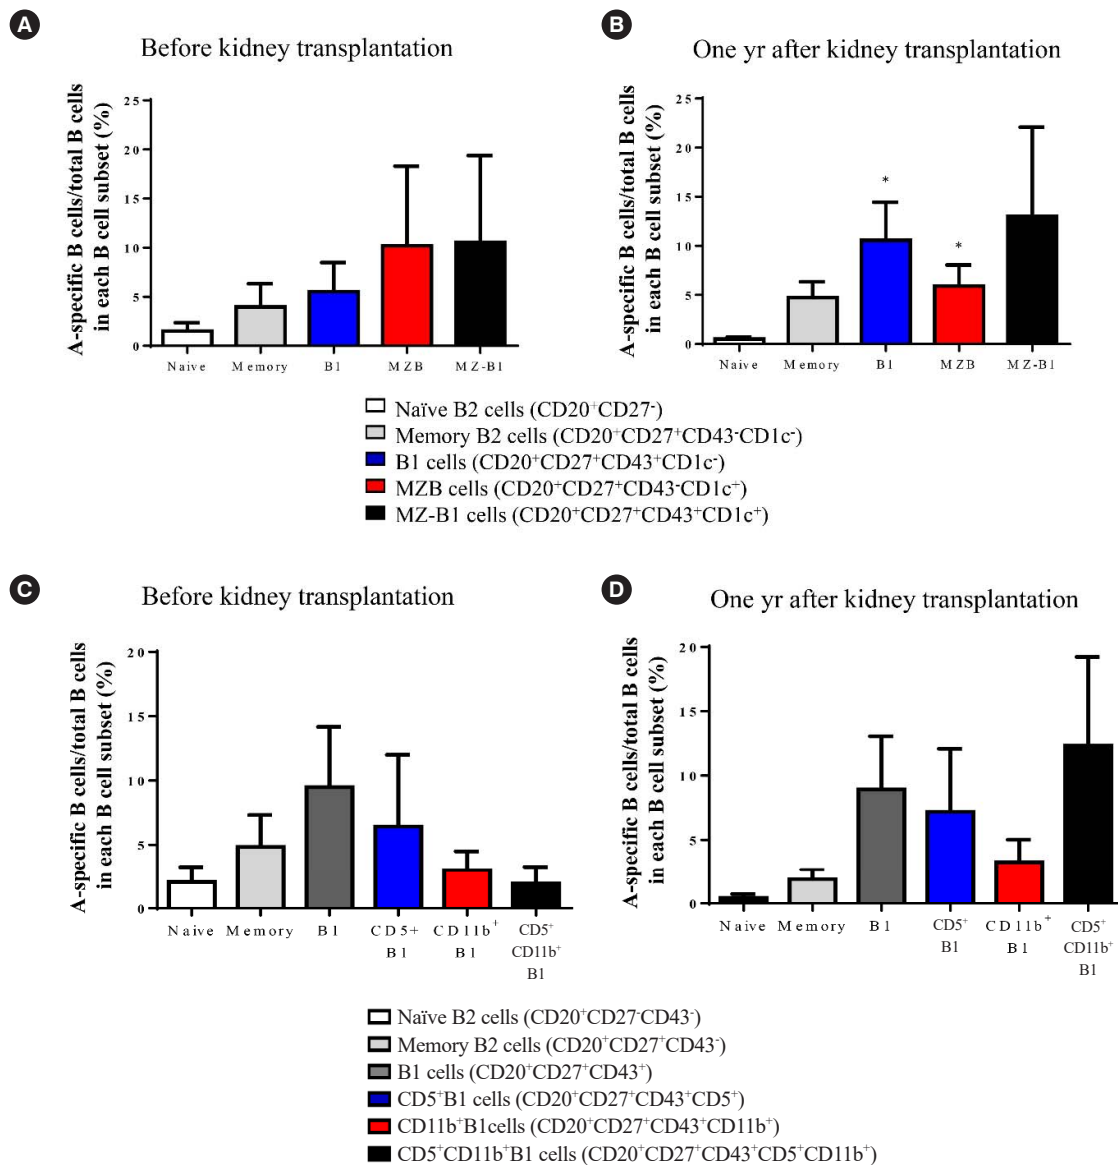 A
Before kidney transplantation
A-specific B cells/total B cells
in each B cell subset (%)
25
20
15
10
5
0
Naive Memory B1 MZB MZ-B1
B
One yr after kidney transplantation
A-specific B cells/total B cells
in each B cell subset (%)
25
20
15
10
5
0
* *
Naive Memory B1 MZB MZ-B1
Naïve B2 cells (CD20⁺CD27⁻)
Memory B2 cells (CD20⁺CD27⁺CD43⁻CD1c⁻)
B1 cells (CD20⁺CD27⁺CD43⁺CD1c⁻)
MZB cells (CD20⁺CD27⁺CD43⁻CD1c⁺)
MZ-B1 cells (CD20⁺CD27⁺CD43⁺CD1c⁺)
C
Before kidney transplantation
A-specific B cells/total B cells
in each B cell subset (%)
20
15
10
5
0
Naive Memory B1 CD5+ CD11b⁺ CD5⁺
B1 B1 CD11b⁺
B1
D
One yr after kidney transplantation
A-specific B cells/total B cells
in each B cell subset (%)
20
15
10
5
0
Naive Memory B1 CD5⁺ CD11b⁺ CD5⁺
B1 B1 CD11b⁺
B1
Naïve B2 cells (CD20⁺CD27⁻CD43⁻)
Memory B2 cells (CD20⁺CD27⁺CD43⁻)
B1 cells (CD20⁺CD27⁺CD43⁺)
CD5⁺B1 cells (CD20⁺CD27⁺CD43⁺CD5⁺)
CD11b⁺B1cells (CD20⁺CD27⁺CD43⁺CD11b⁺)
CD5⁺CD11b⁺B1 cells (CD20⁺CD27⁺CD43⁺CD5⁺CD11b⁺)